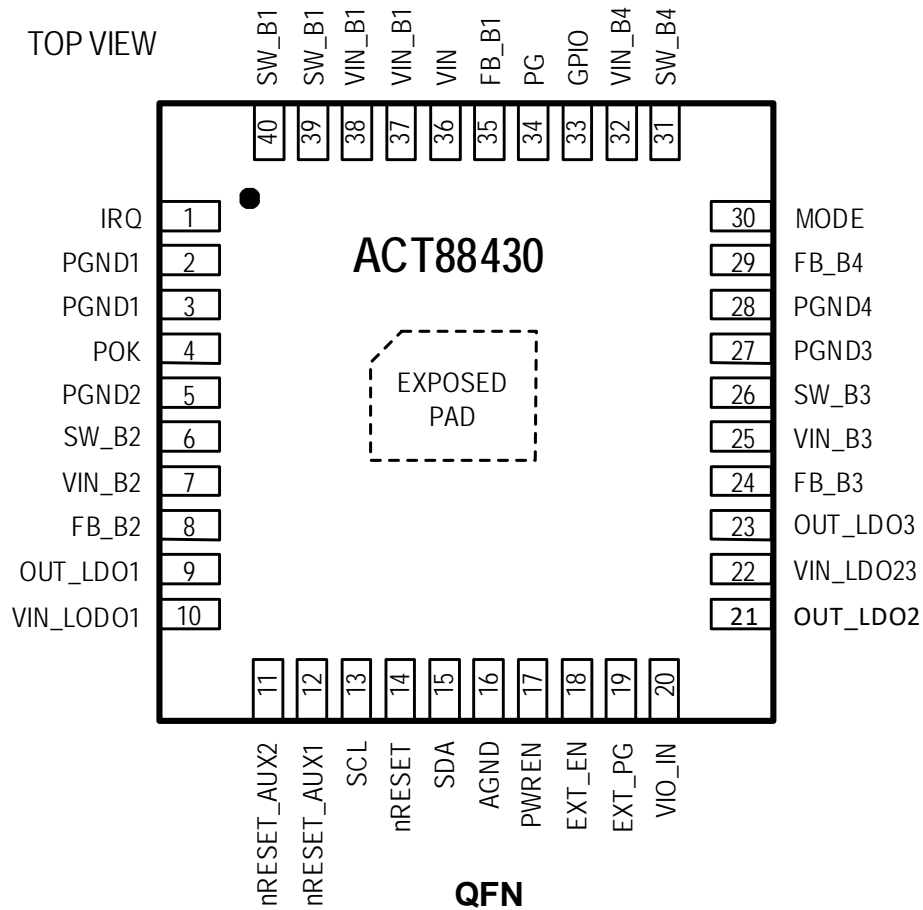 TOP VIEW
SW_B1
SW_B1
VIN_B1
VIN_B1
VIN
FB_B1
PG
GPIO
VIN_B4
SW_B4
40
39
38
37
36
35
34
33
32
31
IRQ 1
PGND1 2
PGND1 3
POK 4
PGND2 5
SW_B2 6
VIN_B2 7
FB_B2 8
OUT_LDO1 9
VIN_LODO1 10
ACT88430
EXPOSED
PAD
30 MODE
29 FB_B4
28 PGND4
27 PGND3
26 SW_B3
25 VIN_B3
24 FB_B3
23 OUT_LDO3
22 VIN_LDO23
21 OUT_LDO2
11
12
13
14
15
16
17
18
19
20
nRESET_AUX2
nRESET_AUX1
SCL
nRESET
SDA
AGND
PWREN
EXT_EN
EXT_PG
VIO_IN
QFN